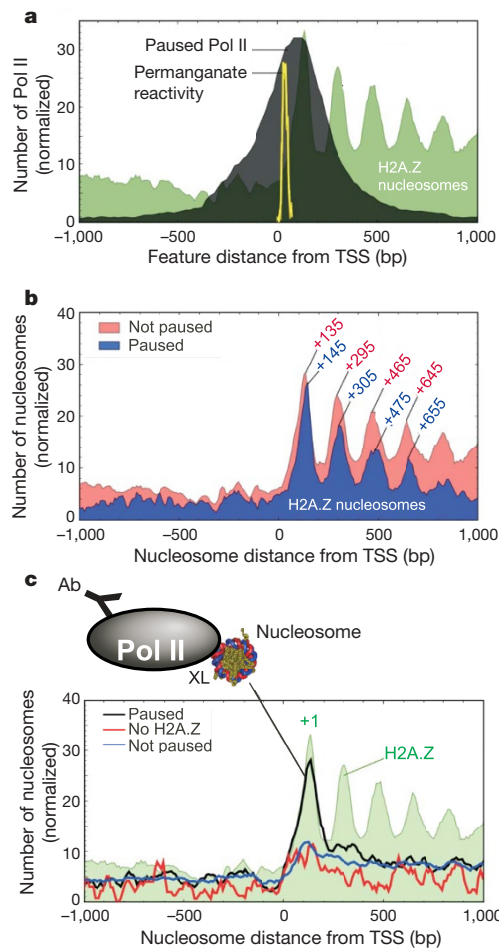 a
Number of Pol II
(normalized)
30
20
10
0
Paused Pol II
Permanganate
reactivity
H2A.Z
nucleosomes
−1,000 −500 0 500 1,000
Feature distance from TSS (bp)
b
Number of nucleosomes
(normalized)
40
30
20
10
0
Not paused
Paused
+135
+145
+295
+305
+465
+475
+645
+655
H2A.Z nucleosomes
−1,000 −500 0 500 1,000
Nucleosome distance from TSS (bp)
c
Ab
Pol II
Nucleosome
XL
Number of nucleosomes
(normalized)
40
30
20
10
0
Paused
No H2A.Z
Not paused
+1
H2A.Z
−1,000 −500 0 500 1,000
Nucleosome distance from TSS (bp)